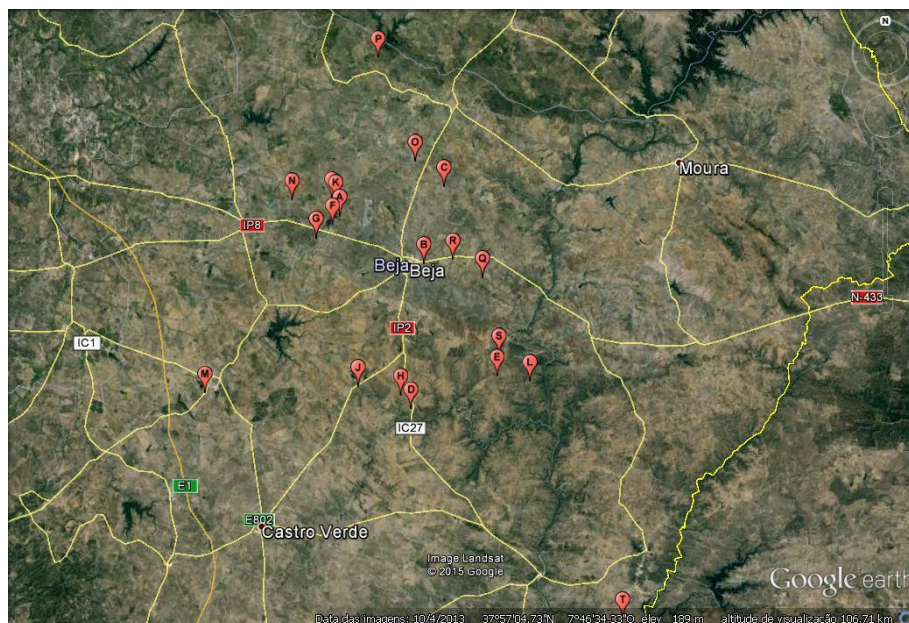 N
P
O
C
Moura
N
K
A
F
G
IP8
B
R
Q
Beja
Beja
N-433
IP2
IC1
S
E
L
J
M
H
D
IC27
E1
E802
Castro Verde
Image Landsat
© 2015 Google
Google earth
T
Data das imagens: 10/4/2013 37°57'04.73"N 7°46'34.33"O elev 189 m altitude de visualização 106.71 km